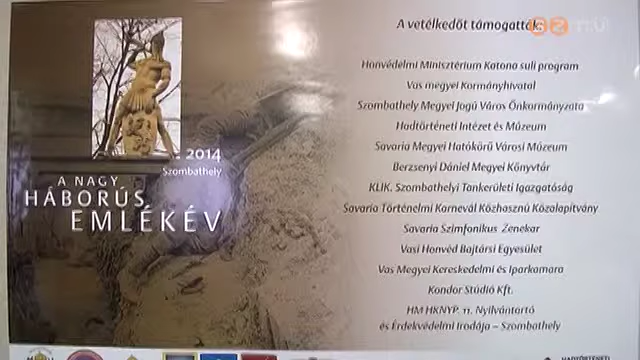 A vetélkedőt támogatták:
Honvédelmi Minisztérium Katona suli program
Vas megyei Kormányhivatal
Szombathely Megyei Jogú Város Önkormányzata
Hadtörténeti Intézet és Múzeum
Savaria Megyei Hatókörű Városi Múzeum
Berzsenyi Dániel Megyei Könyvtár
KLIK. Szombathelyi Tankerületi Igazgatóság
Savaria Történelmi Karnevál Közhasznú Közalapítvány
Savaria Szimfonikus Zenekar
Vasi Honvéd Bajtársi Egyesület
Vas Megyei Kereskedelmi és Iparkamara
Kondor Stúdió Kft.
HM HKNYP. 11. Nyilvántartó
és Érdekvédelmi Irodája – Szombathely
2014
Szombathely
A NAGY
HÁBORÚS
EMLÉKÉV
HADTÖRTÉNETI